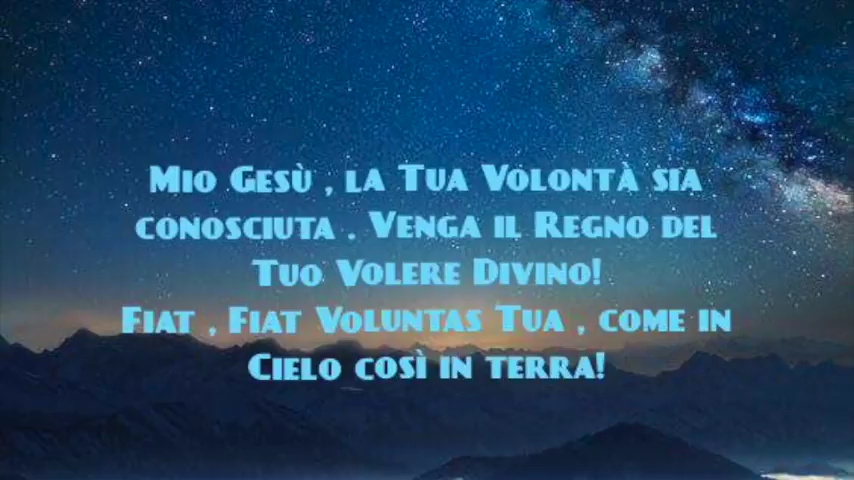 Mio Gesù , la Tua Volontà sia
conosciuta . Venga il Regno del
Tuo Volere Divino!
Fiat , Fiat Voluntas Tua , come in
Cielo così in terra!